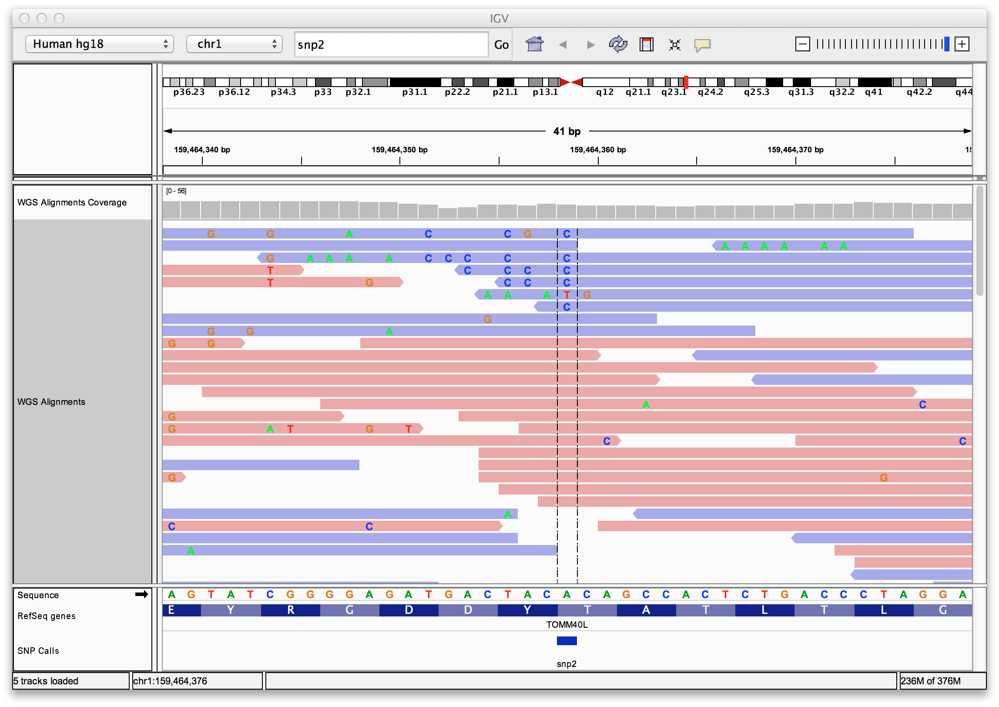 IGV
Human hg18 chr1 snp2 Go
p36.23 p36.12 p34.3 p33 p32.1 p31.1 p22.2 p21.1 p13.1 q12 q21.1 q23.1 q24.2 q25.3 q31.3 q32.2 q41 q42.2 q44
41 bp
159,464,340 bp 159,464,350 bp 159,464,360 bp 159,464,370 bp 15
[0 - 56]
WGS Alignments Coverage
G G A C C G C
A A A A A A
G A A A A C C C C C
T C C C C
T G C C C
A A A T G
C
G
G G A
G G
WGS Alignments
A C
G
G A T G T
C C
G G
A
C C
A
Sequence A G T A T C G G G G A G A T G A C T A C A C A G C C A C T C T G A C C C T A G G A
RefSeq genes E Y R G D D Y T A T L T L G
TOMM40L
SNP Calls
snp2
5 tracks loaded chr1:159,464,376 236M of 376M